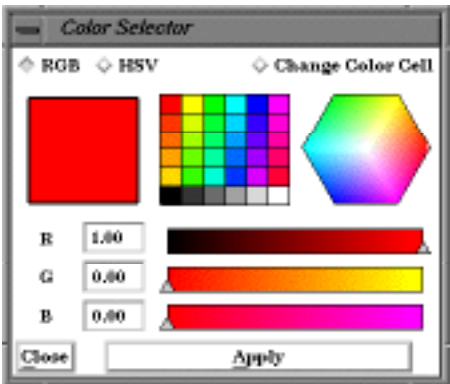 Color Selector
RGB HSV Change Color Cell
R 1.00
G 0.00
B 0.00
Close Apply